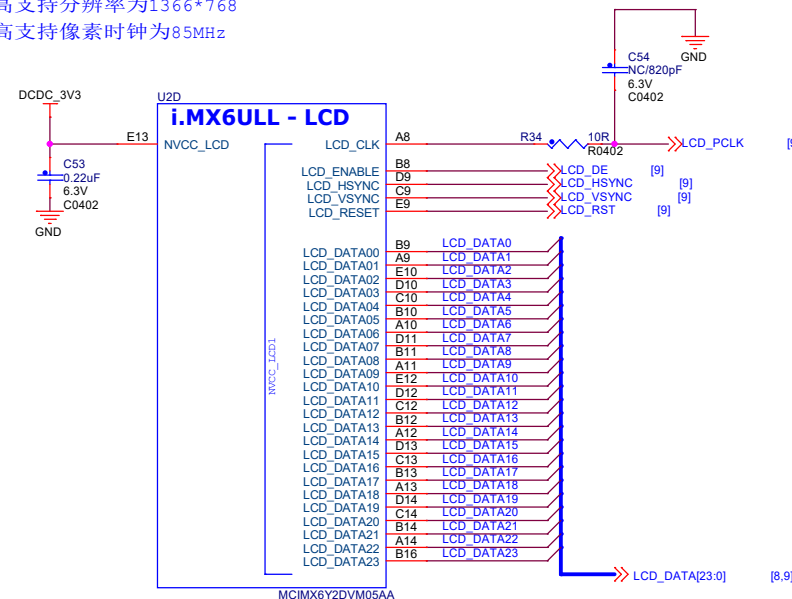 高支持分辨率为1366*768
高支持像素时钟为85MHz
C54
NC/820pF
6.3V
C0402
GND
DCDC_3V3
C53
0.22uF
6.3V
C0402
GND
U2D
i.MX6ULL - LCD
E13 NVCC_LCD
NVCC_LCD1
LCD_CLK A8 R34 10R R0402 LCD_PCLK
LCD_ENABLE B8 LCD_DE [9]
LCD_HSYNC D9 LCD_HSYNC [9]
LCD_VSYNC C9 LCD_VSYNC [9]
LCD_RESET E9 LCD_RST [9]
LCD_DATA00 B9 LCD_DATA0
LCD_DATA01 A9 LCD_DATA1
LCD_DATA02 E10 LCD_DATA2
LCD_DATA03 D10 LCD_DATA3
LCD_DATA04 C10 LCD_DATA4
LCD_DATA05 B10 LCD_DATA5
LCD_DATA06 A10 LCD_DATA6
LCD_DATA07 D11 LCD_DATA7
LCD_DATA08 B11 LCD_DATA8
LCD_DATA09 A11 LCD_DATA9
LCD_DATA10 E12 LCD_DATA10
LCD_DATA11 D12 LCD_DATA11
LCD_DATA12 C12 LCD_DATA12
LCD_DATA13 B12 LCD_DATA13
LCD_DATA14 A12 LCD_DATA14
LCD_DATA15 D13 LCD_DATA15
LCD_DATA16 C13 LCD_DATA16
LCD_DATA17 B13 LCD_DATA17
LCD_DATA18 A13 LCD_DATA18
LCD_DATA19 D14 LCD_DATA19
LCD_DATA20 C14 LCD_DATA20
LCD_DATA21 B14 LCD_DATA21
LCD_DATA22 A14 LCD_DATA22
LCD_DATA23 B16 LCD_DATA23
LCD_DATA[23:0] [8,9]
MCIMX6Y2DVM05AA